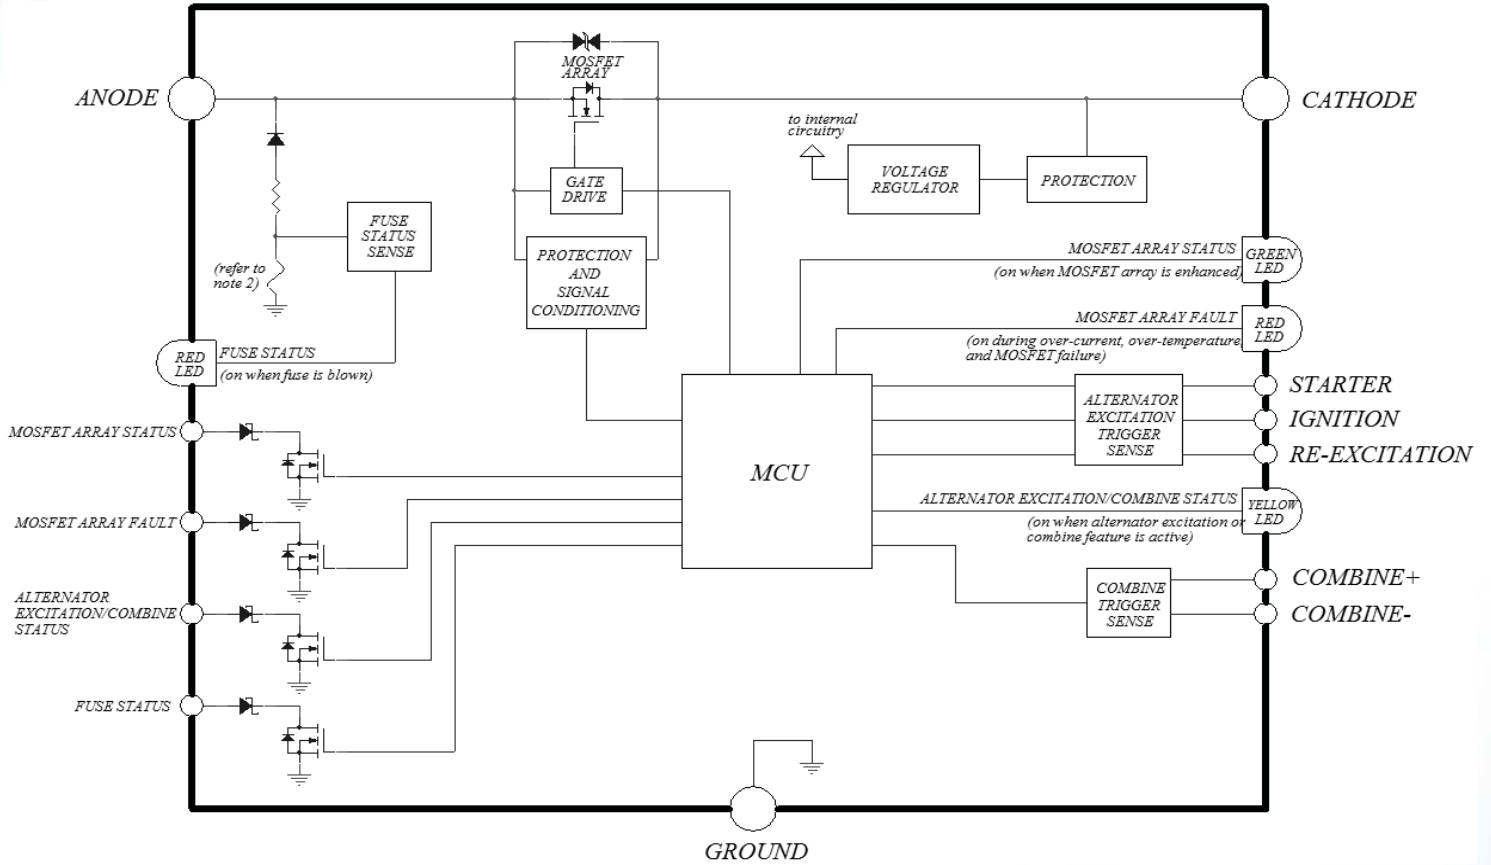 MOSFET
ARRAY
ANODE
CATHODE
to internal
circuitry
VOLTAGE
REGULATOR
PROTECTION
GATE
DRIVE
FUSE
STATUS
SENSE
(refer to
note 2)
PROTECTION
AND
SIGNAL
CONDITIONING
MOSFET ARRAY STATUS
(on when MOSFET array is enhanced)
GREEN
LED
MOSFET ARRAY FAULT
(on during over-current, over-temperature,
and MOSFET failure)
RED
LED
RED
LED
FUSE STATUS
(on when fuse is blown)
STARTER
IGNITION
RE-EXCITATION
ALTERNATOR
EXCITATION
TRIGGER
SENSE
MCU
MOSFET ARRAY STATUS
MOSFET ARRAY FAULT
ALTERNATOR
EXCITATION/COMBINE
STATUS
FUSE STATUS
ALTERNATOR EXCITATION/COMBINE STATUS
(on when alternator excitation or
combine feature is active)
YELLOW
LED
COMBINE
TRIGGER
SENSE
COMBINE+
COMBINE-
GROUND